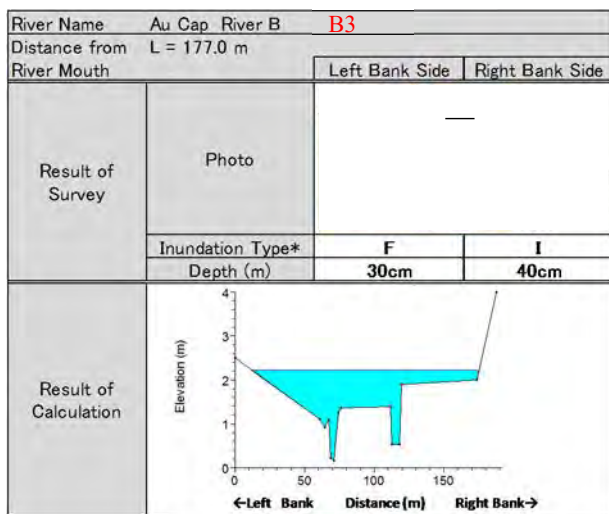 River Name Au Cap River B B3
Distance from L = 177.0 m
River Mouth Left Bank Side Right Bank Side
Result of Survey
Photo
—
Inundation Type* F I
Depth (m) 30cm 40cm
Result of Calculation
Elevation (m)
4
3
2
1
0
0 50 100 150
←Left Bank Distance (m) Right Bank→